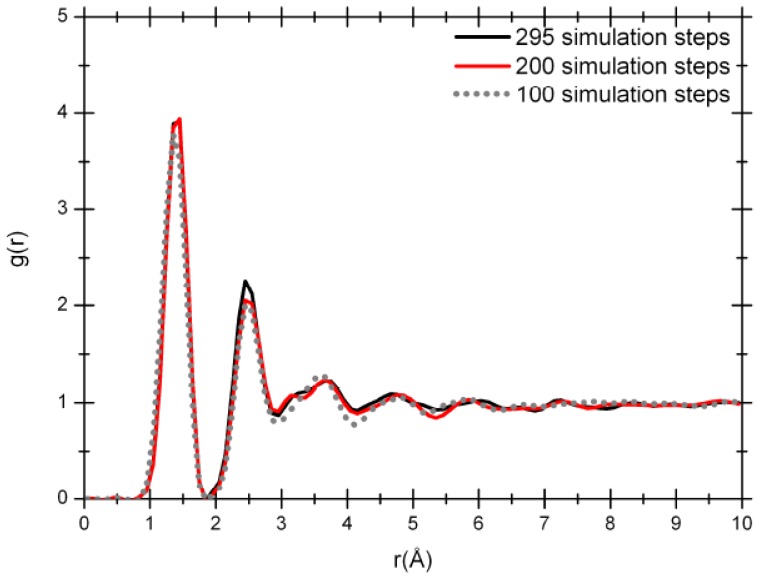 5
295 simulation steps
200 simulation steps
100 simulation steps
4
3
g(r)
2
1
0
0 1 2 3 4 5 6 7 8 9 10
r(Å)